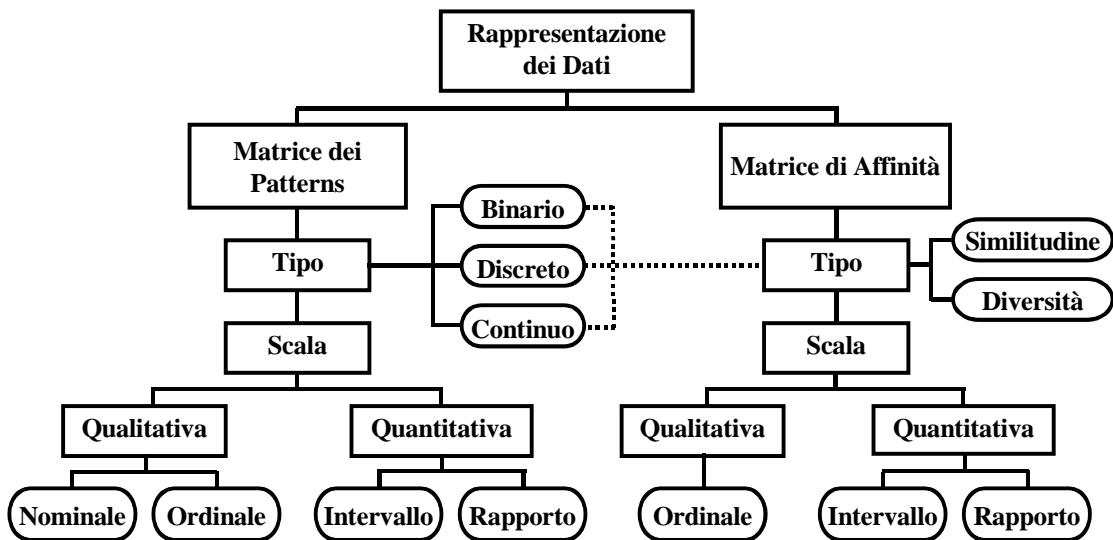 Rappresentazione
dei Dati
Matrice dei
Patterns
Matrice di Affinità
Binario
Tipo
Discreto
Continuo
Tipo
Similitudine
Diversità
Scala
Scala
Qualitativa
Quantitativa
Qualitativa
Quantitativa
Nominale
Ordinale
Intervallo
Rapporto
Ordinale
Intervallo
Rapporto